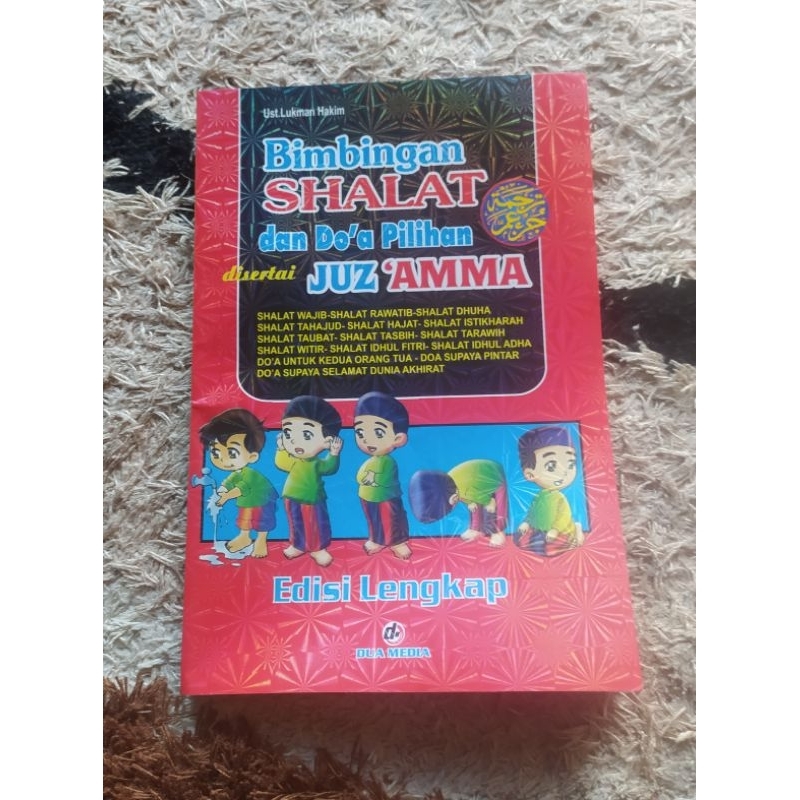 Ust.Lukman Hakim
Bimbingan
SHALAT
dan Do'a Pilihan
disertai JUZ 'AMMA
SHALAT WAJIB-SHALAT RAWATIB-SHALAT DHUHA
SHALAT TAHAJUD- SHALAT HAJAT- SHALAT ISTIKHARAH
SHALAT TAUBAT- SHALAT TASBIH- SHALAT TARAWIH
SHALAT WITIR- SHALAT IDHUL FITRI- SHALAT IDHUL ADHA
DO'A UNTUK KEDUA ORANG TUA - DOA SUPAYA PINTAR
DO'A SUPAYA SELAMAT DUNIA AKHIRAT
Edisi Lengkap
d.
DUA MEDIA